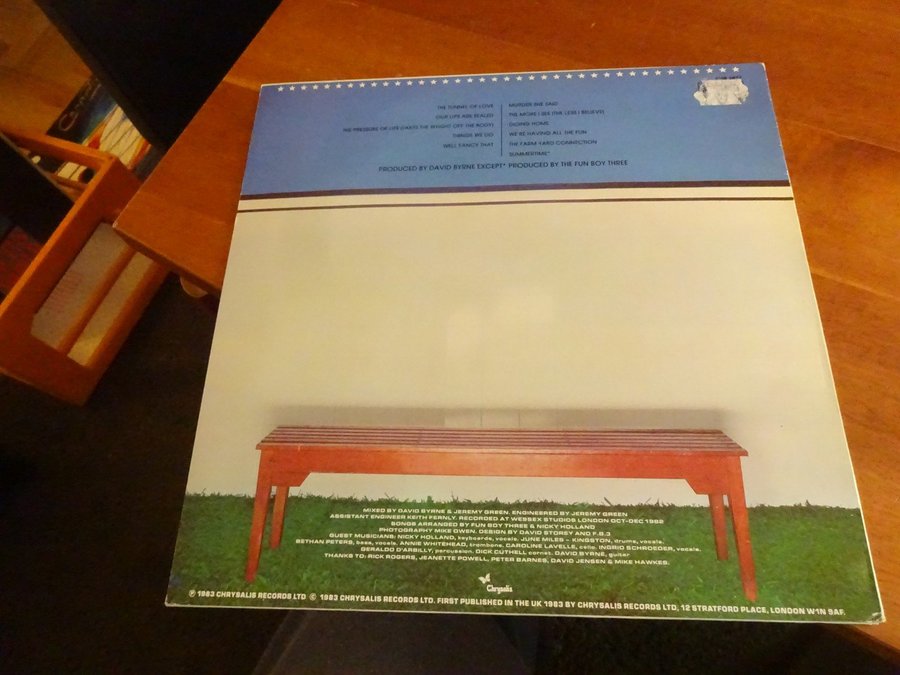 THE TUNNEL OF LOVE
OUR LIPS ARE SEALED
THE PRESSURE OF LIFE (TAKES THE WEIGHT OFF THE BODY)
THINGS WE DO
WELL FANCY THAT
MURDER SHE SAID
THE MORE I SEE (THE LESS I BELIEVE)
GOING HOME
WE'RE HAVING ALL THE FUN
THE FARM YARD CONNECTION
SUMMERTIME*
PRODUCED BY DAVID BYRNE EXCEPT* PRODUCED BY THE FUN BOY THREE
MIXED BY DAVID BYRNE & JEREMY GREEN. ENGINEERED BY JEREMY GREEN
ASSISTANT ENGINEER KEITH FERNLY. RECORDED AT WESSEX STUDIOS LONDON OCT-DEC 1982
SONGS ARRANGED BY FUN BOY THREE & NICKY HOLLAND
PHOTOGRAPHY MIKE OWEN. DESIGN BY DAVID STOREY AND F.B.3
GUEST MUSICIANS: NICKY HOLLAND, keyboards, vocals. JUNE MILES – KINGSTON, drums, vocals.
BETHAN PETERS, bass, vocals. ANNIE WHITEHEAD, trombone. CAROLINE LAVELLE, cello. INGRID SCHROEDER, vocals.
GERALDO D'ARBILLY, percussion. DICK CUTHELL cornet. DAVID BYRNE, guitar
THANKS TO: RICK ROGERS, JEANETTE POWELL, PETER BARNES, DAVID JENSEN & MIKE HAWKES.
Chrysalis
℗ 1983 CHRYSALIS RECORDS LTD © 1983 CHRYSALIS RECORDS LTD. FIRST PUBLISHED IN THE UK 1983 BY CHRYSALIS RECORDS LTD, 12 STRATFORD PLACE, LONDON W1N 9AF.